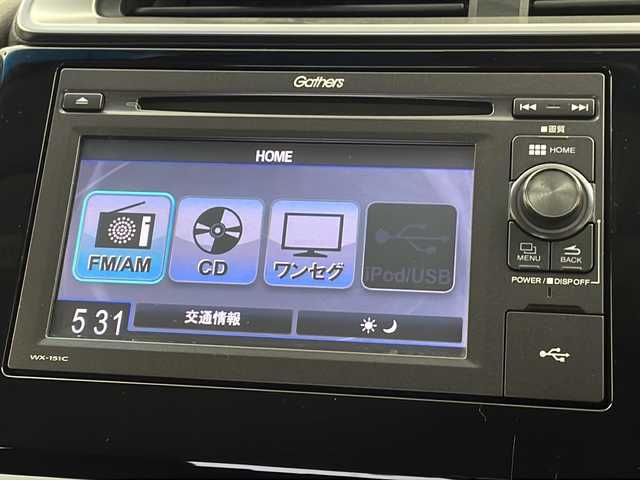 Gathers
■画質
HOME
HOME
FM/AM
CD
ワンセグ
iPod/USB
MENU
BACK
POWER/■DISP OFF
5 31
交通情報
WX-151C